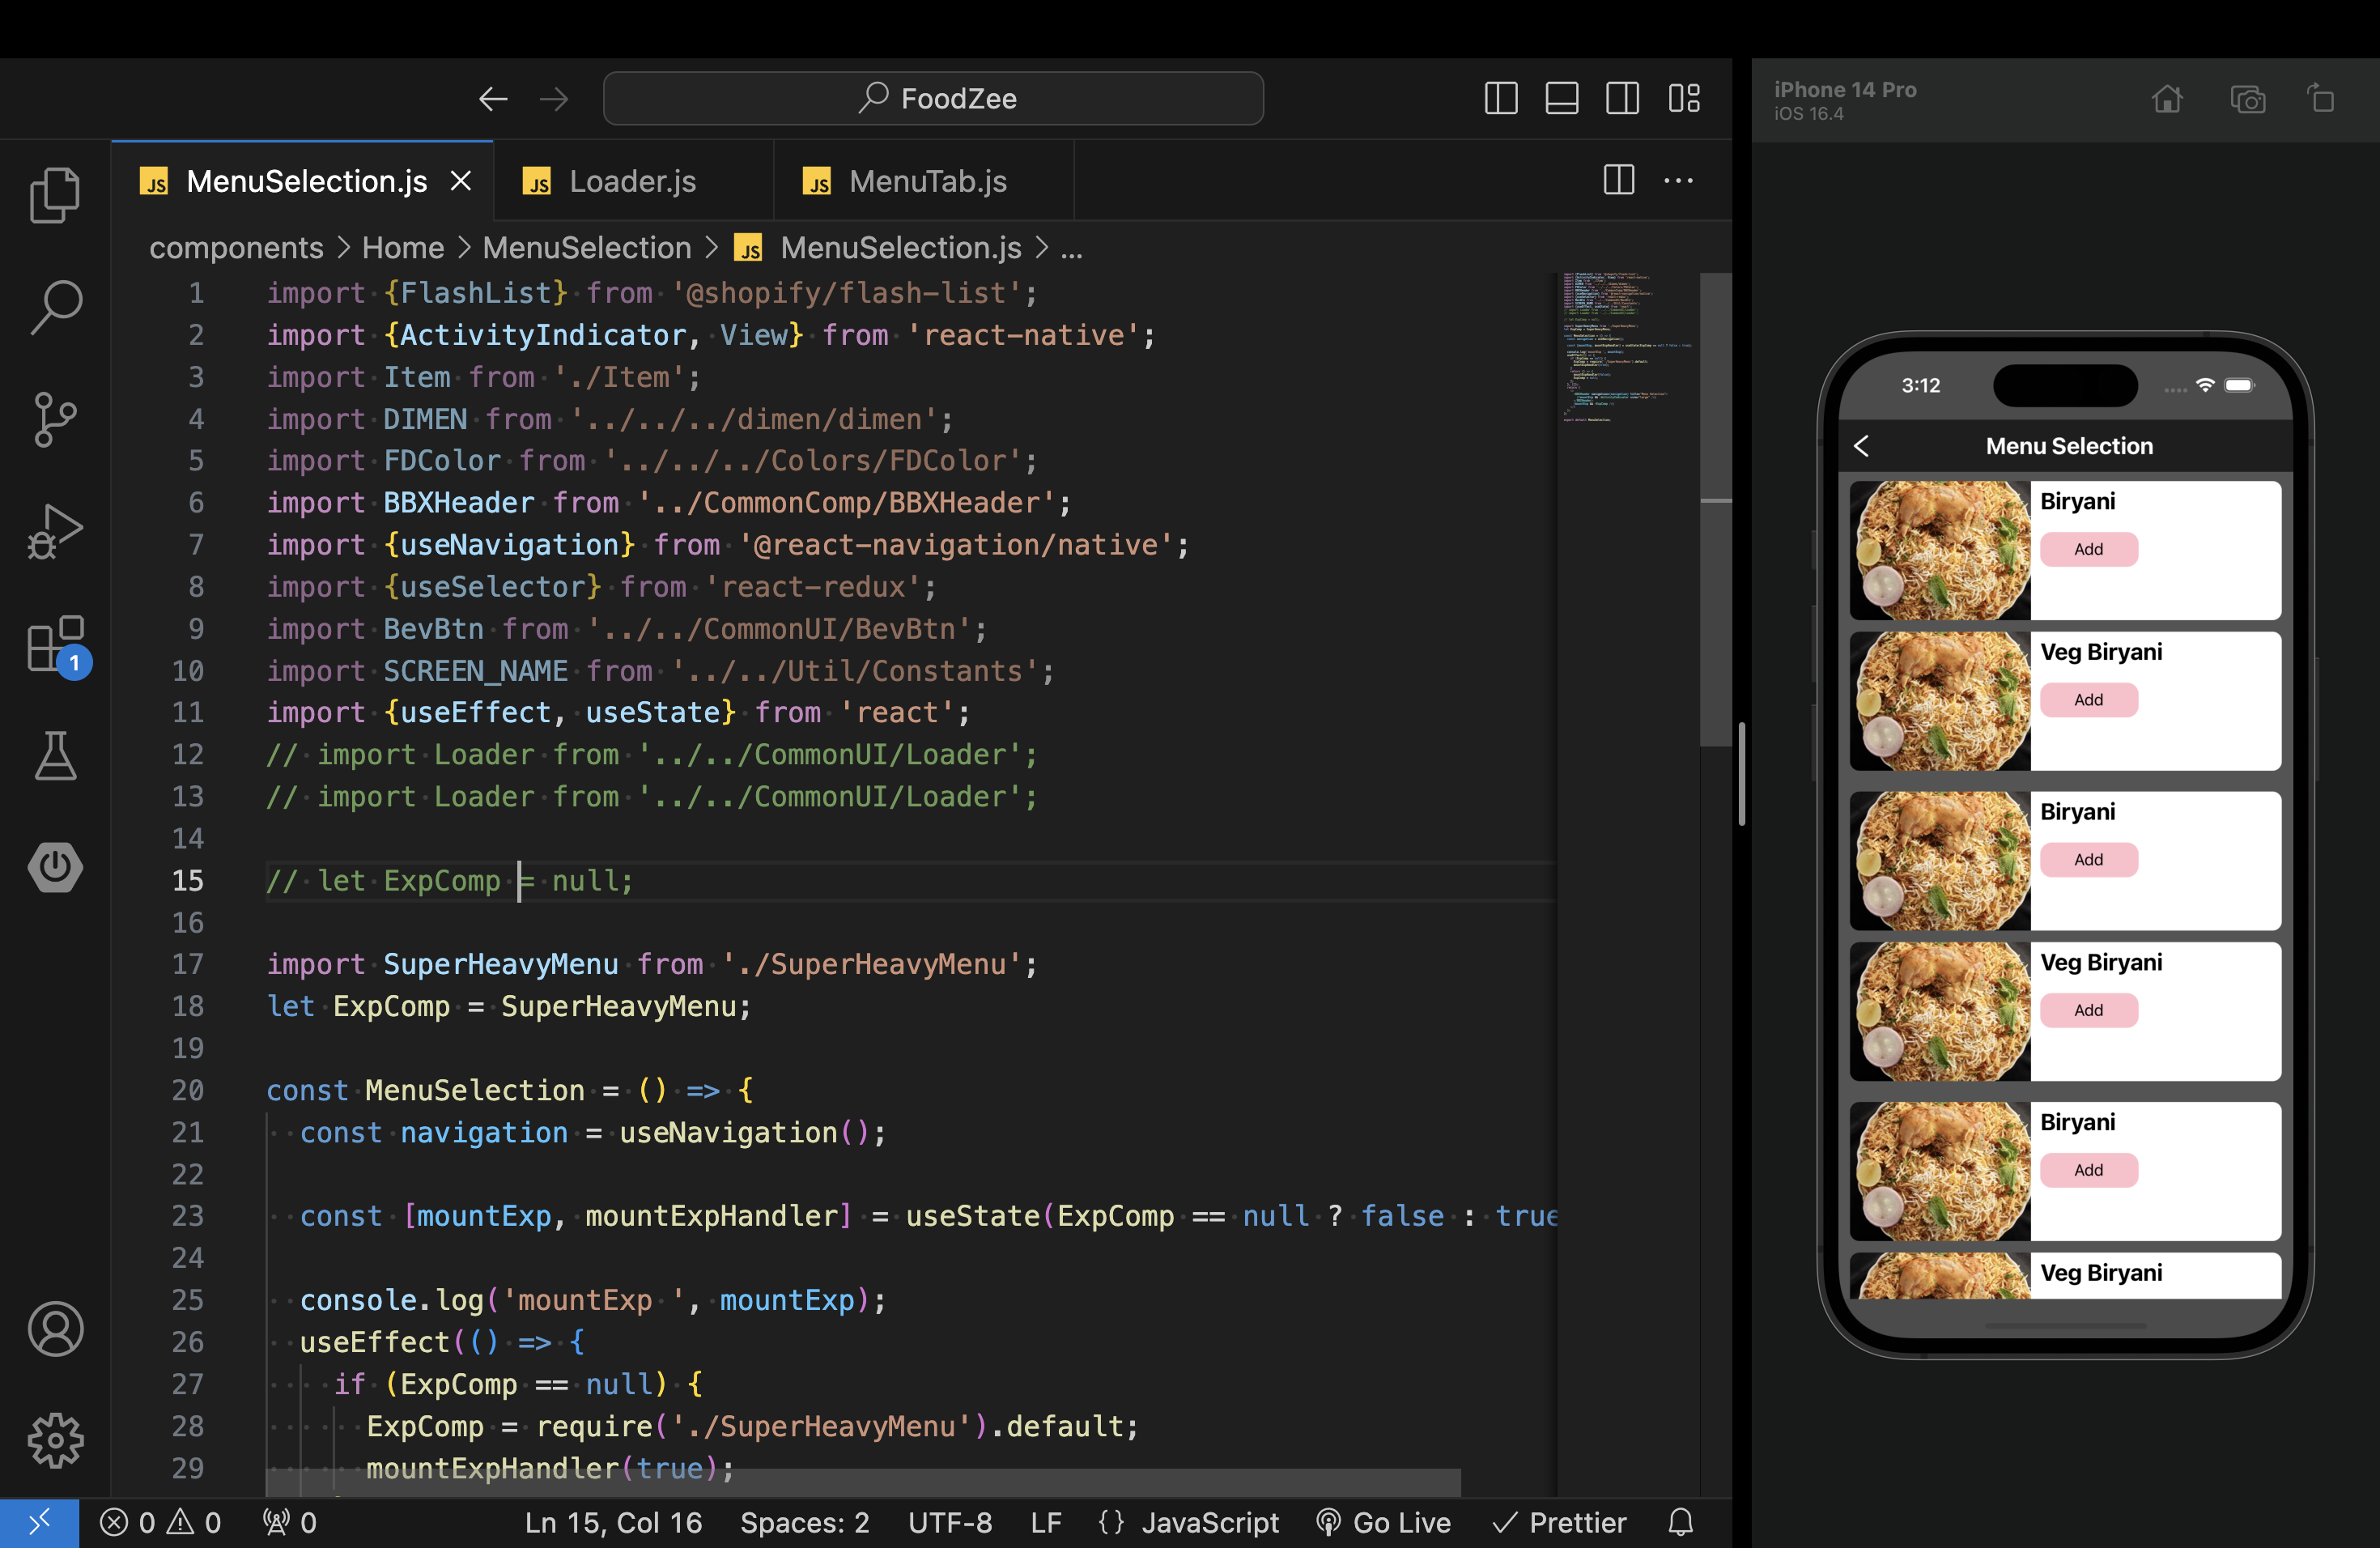 FoodZee
JS MenuSelection.js
JS Loader.js
JS MenuTab.js
components > Home > MenuSelection > JS MenuSelection.js > ...
1 import {FlashList} from '@shopify/flash-list';
2 import {ActivityIndicator, View} from 'react-native';
3 import Item from './Item';
4 import DIMEN from '../../../dimen/dimen';
5 import FDColor from '../../../Colors/FDColor';
6 import BBXHeader from '../CommonComp/BBXHeader';
7 import {useNavigation} from '@react-navigation/native';
8 import {useSelector} from 'react-redux';
9 import BevBtn from '../../CommonUI/BevBtn';
10 import SCREEN_NAME from '../../Util/Constants';
11 import {useEffect, useState} from 'react';
12 // import Loader from '../../CommonUI/Loader';
13 // import Loader from '../../CommonUI/Loader';
14
15 // let ExpComp = null;
16
17 import SuperHeavyMenu from './SuperHeavyMenu';
18 let ExpComp = SuperHeavyMenu;
19
20 const MenuSelection = () => {
21 const navigation = useNavigation();
22
23 const [mountExp, mountExpHandler] = useState(ExpComp == null ? false : true
24
25 console.log('mountExp ', mountExp);
26 useEffect(() => {
27 if (ExpComp == null) {
28 ExpComp = require('./SuperHeavyMenu').default;
29 mountExpHandler(true);
1
0 0 0
Ln 15, Col 16
Spaces: 2
UTF-8
LF
{} JavaScript
Go Live
Prettier
iPhone 14 Pro
iOS 16.4
3:12
Menu Selection
Biryani
Add
Veg Biryani
Add
Biryani
Add
Veg Biryani
Add
Biryani
Add
Veg Biryani